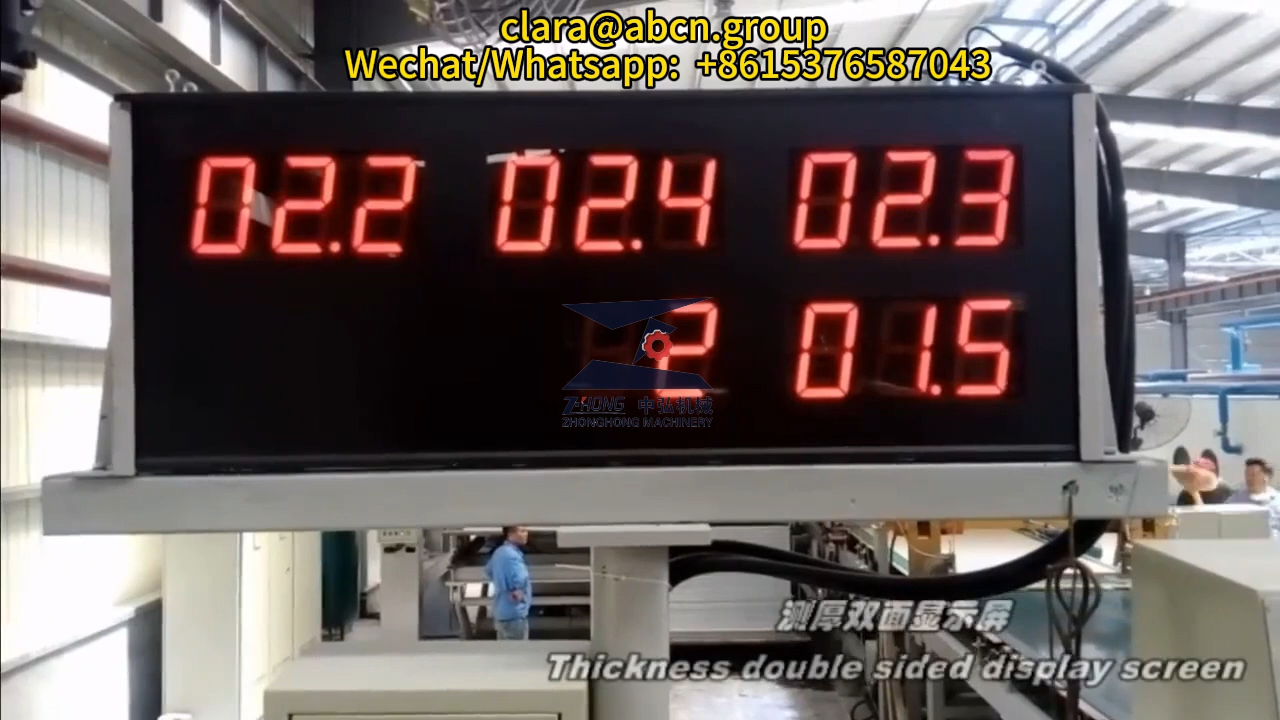 clara@abcn.group
Wechat/Whatsapp: +8615376587043
02.2 02.4 02.3
2 01.5
ZHONG 中弘机械
ZHONGHONG MACHINERY
测厚双面显示屏
Thickness double sided display screen